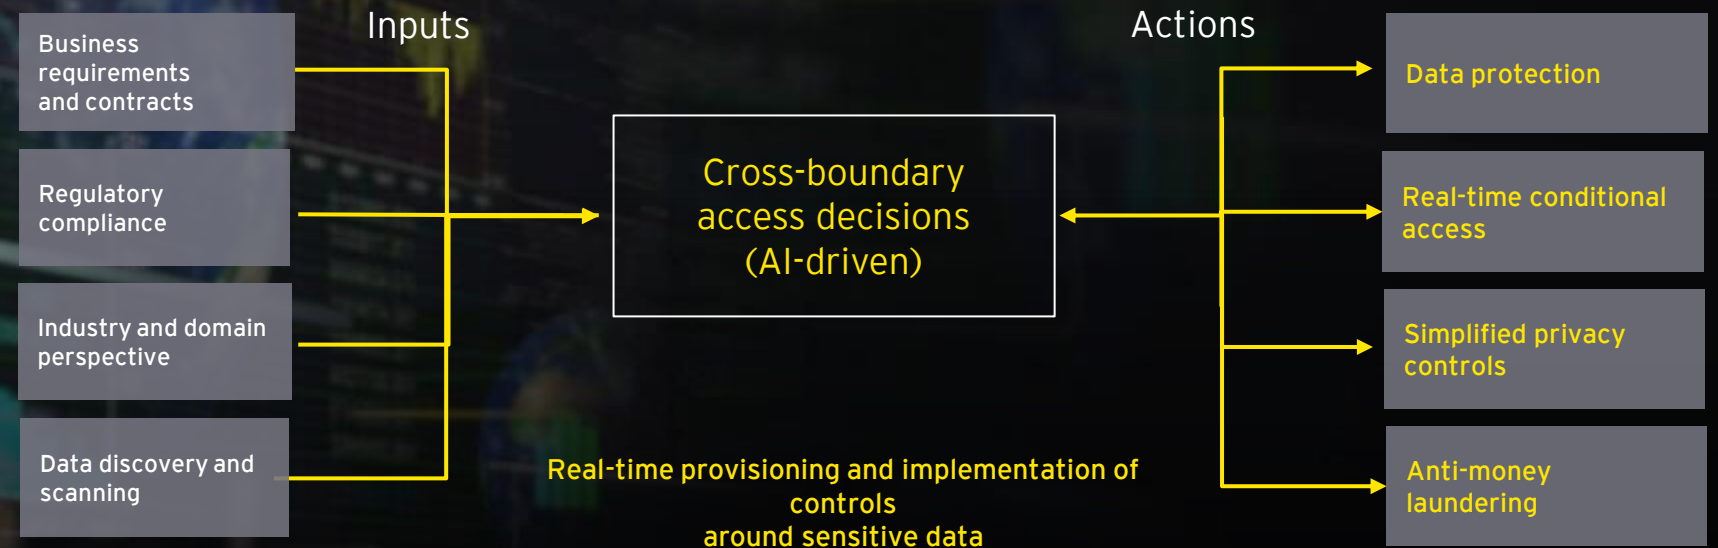 Inputs
Actions
Business
requirements
and contracts
Regulatory
compliance
Industry and domain
perspective
Data discovery and
scanning
Cross-boundary
access decisions
(AI-driven)
Real-time provisioning and implementation of
controls
around sensitive data
Data protection
Real-time conditional
access
Simplified privacy
controls
Anti-money
laundering